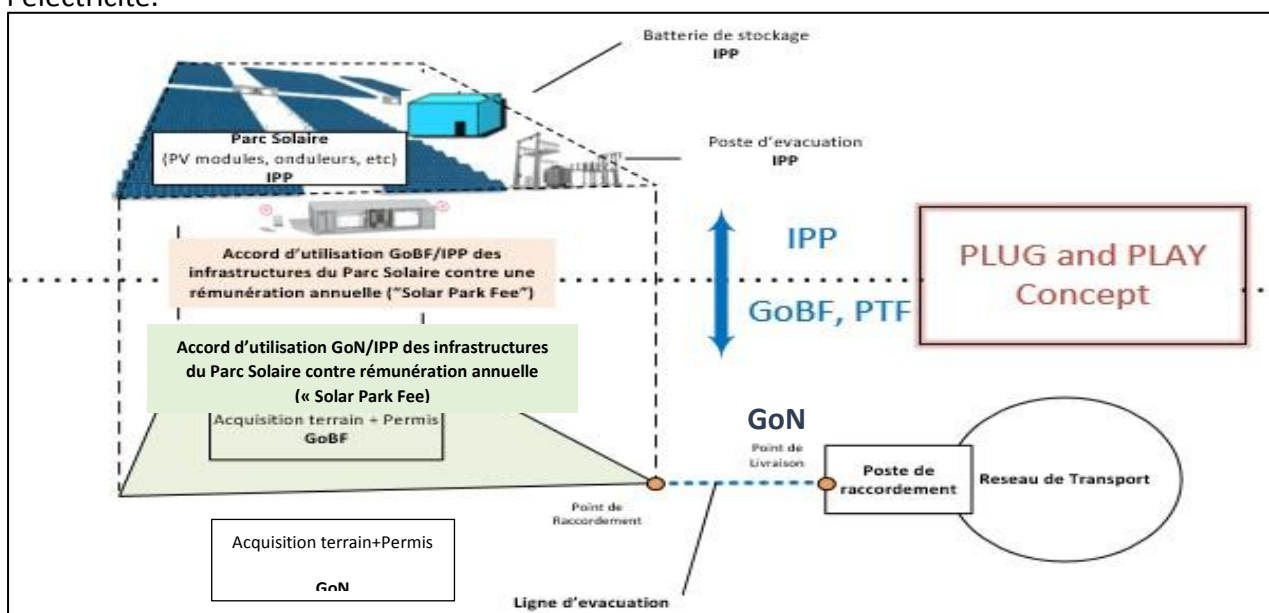 l'électricité.
Batterie de stockage
IPP
Parc Solaire
(PV modules, onduleurs, etc)
IPP
Poste d'evacuation
IPP
Accord d'utilisation GoBF/IPP des
infrastructures du Parc Solaire contre une
rémunération annuelle ("Solar Park Fee")
IPP
GoBF, PTF
PLUG and PLAY
Concept
Accord d'utilisation GoN/IPP des infrastructures
du Parc Solaire contre rémunération annuelle
(« Solar Park Fee)
Acquisition terrain + Permis
GoBF
GoN
Point de
Livraison
Poste de
raccordement
Reseau de Transport
Point de
Raccordement
Acquisition terrain+Permis
GoN
Ligne d'evacuation